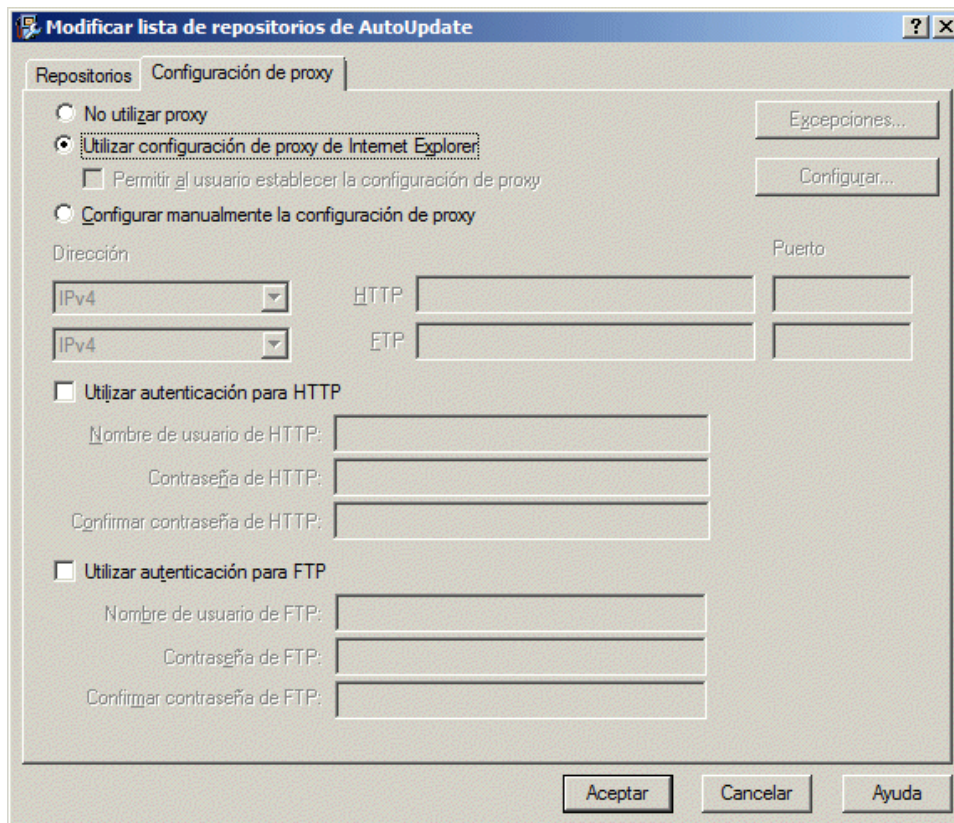 Modificar lista de repositorios de AutoUpdate
Repositorios
Configuración de proxy
No utilizar proxy
Excepciones...
Utilizar configuración de proxy de Internet Explorer
Permitir al usuario establecer la configuración de proxy
Configurar...
Configurar manualmente la configuración de proxy
Dirección
Puerto
IPv4
HTTP
IPv4
FTP
Utilizar autenticación para HTTP
Nombre de usuario de HTTP:
Contraseña de HTTP:
Confirmar contraseña de HTTP:
Utilizar autenticación para FTP
Nombre de usuario de FTP:
Contraseña de FTP:
Confirmar contraseña de FTP:
Aceptar
Cancelar
Ayuda